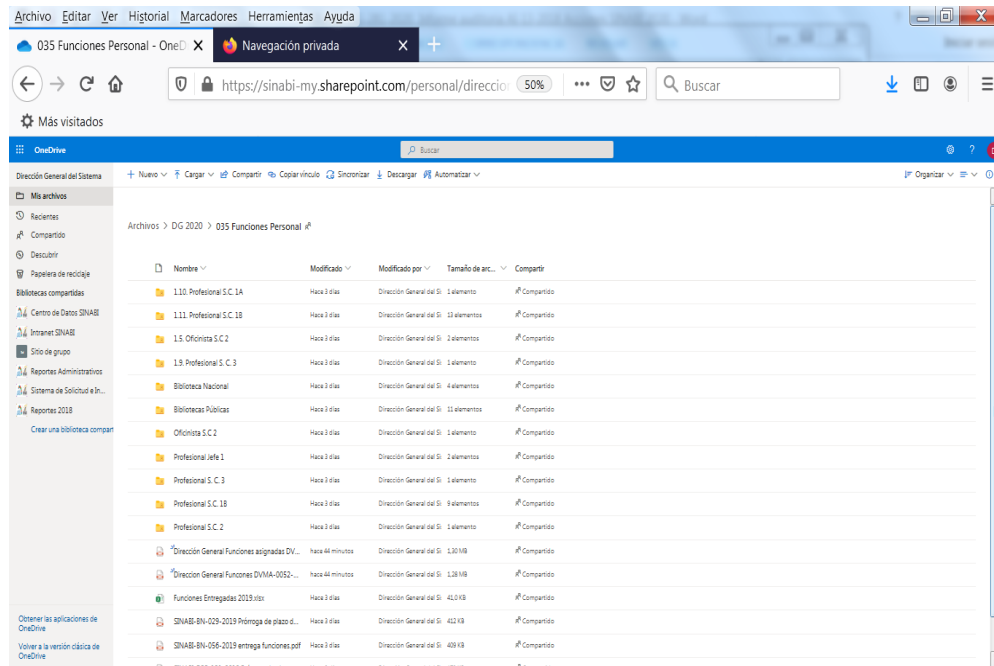 Archivo Editar Ver Historial Marcadores Herramientas Ayuda
035 Funciones Personal - OneD X
Navegación privada X
https://sinabi-my.sharepoint.com/personal/direccio 50% Buscar
Más visitados
OneDrive Buscar
Dirección General del Sistema
Nuevo Cargar Compartir Copiar vínculo Sincronizar Descargar Automatizar Organizar
Mis archivos
Recientes
Compartido
Descubrir
Papelera de reciclaje
Bibliotecas compartidas
Centro de Datos SINABI
Intranet SINABI
Sitio de grupo
Reportes Administrativos
Sistema de Solicitud e In...
Reportes 2018
Crear una biblioteca compart
Obtener las aplicaciones de
OneDrive
Volver a la versión clásica de
OneDrive
Archivos > DG 2020 > 035 Funciones Personal
Nombre Modificado Modificado por Tamaño de arc... Compartir
1.10. Profesional S.C. 1A Hace 3 días Dirección General del Si 1 elemento Compartido
1.11. Profesional S.C. 1B Hace 3 días Dirección General del Si 13 elementos Compartido
1.5. Oficinista S.C 2 Hace 3 días Dirección General del Si 2 elementos Compartido
1.9. Profesional S. C. 3 Hace 3 días Dirección General del Si 1 elemento Compartido
Biblioteca Nacional Hace 3 días Dirección General del Si 4 elementos Compartido
Bibliotecas Públicas Hace 3 días Dirección General del Si 11 elementos Compartido
Oficinista S.C 2 Hace 3 días Dirección General del Si 1 elemento Compartido
Profesional Jefe 1 Hace 3 días Dirección General del Si 2 elementos Compartido
Profesional S. C. 3 Hace 3 días Dirección General del Si 1 elemento Compartido
Profesional S.C. 1B Hace 3 días Dirección General del Si 9 elementos Compartido
Profesional S.C. 2 Hace 3 días Dirección General del Si 1 elemento Compartido
Dirección General Funciones asignadas DV... hace 44 minutos Dirección General del Si 1,30 MB Compartido
Direccion General Funcones DVMA-0052-... hace 44 minutos Dirección General del Si 1,28 MB Compartido
Funciones Entregadas 2019.xlsx Hace 3 días Dirección General del Si 41,0 KB Compartido
SINABI-BN-029-2019 Prórroga de plazo d... Hace 3 días Dirección General del Si 412 KB Compartido
SINABI-BN-056-2019 entrega funciones.pdf Hace 3 días Dirección General del Si 409 KB Compartido